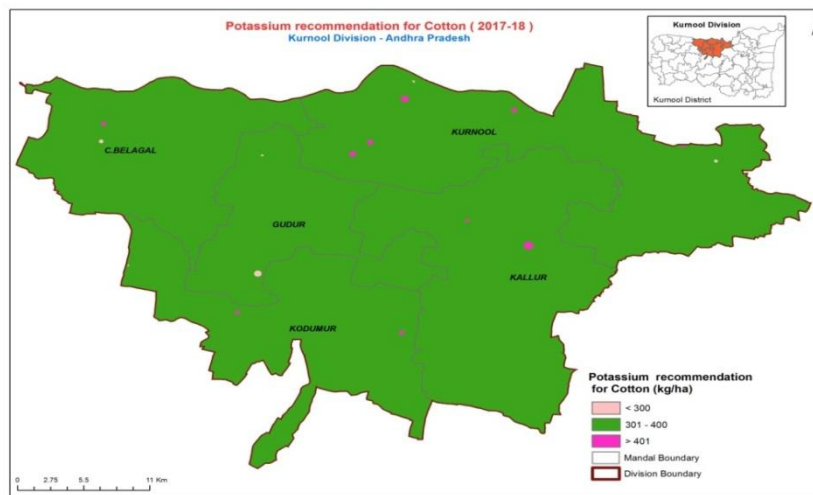 Potassium recommendation for Cotton ( 2017-18 )
Kurnool Division - Andhra Pradesh
Kurnool Division
Kurnool District
KURNOOL
C.BELAGAL
GUDUR
KALLUR
KODUMUR
Potassium recommendation
for Cotton (kg/ha)
< 300
301 - 400
> 401
Mandal Boundary
Division Boundary
0 2.75 5.5 11 Km